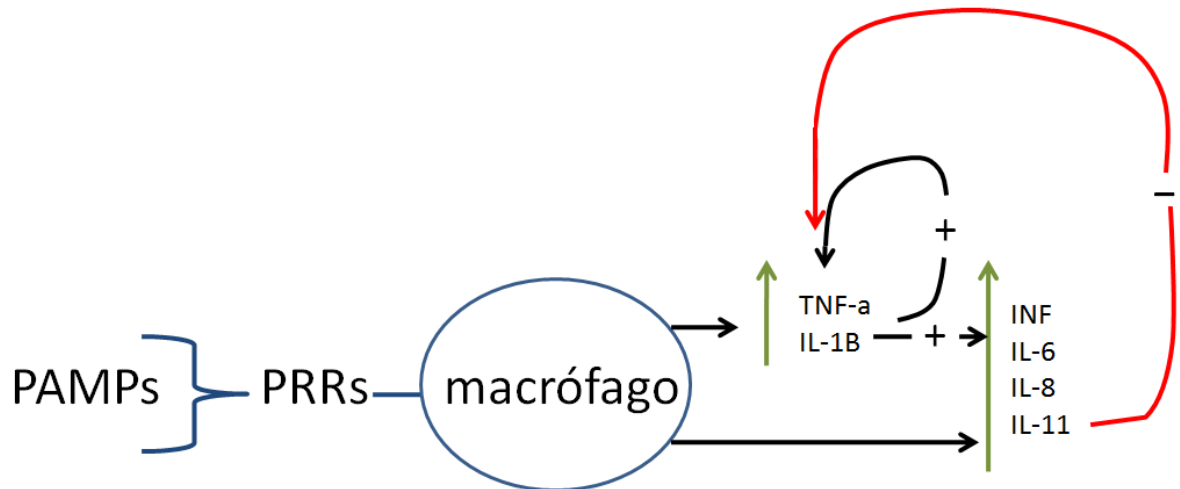 PAMPs
PRRs
macrófago
TNF-a
IL-1B
+
+
INF
IL-6
IL-8
IL-11
–